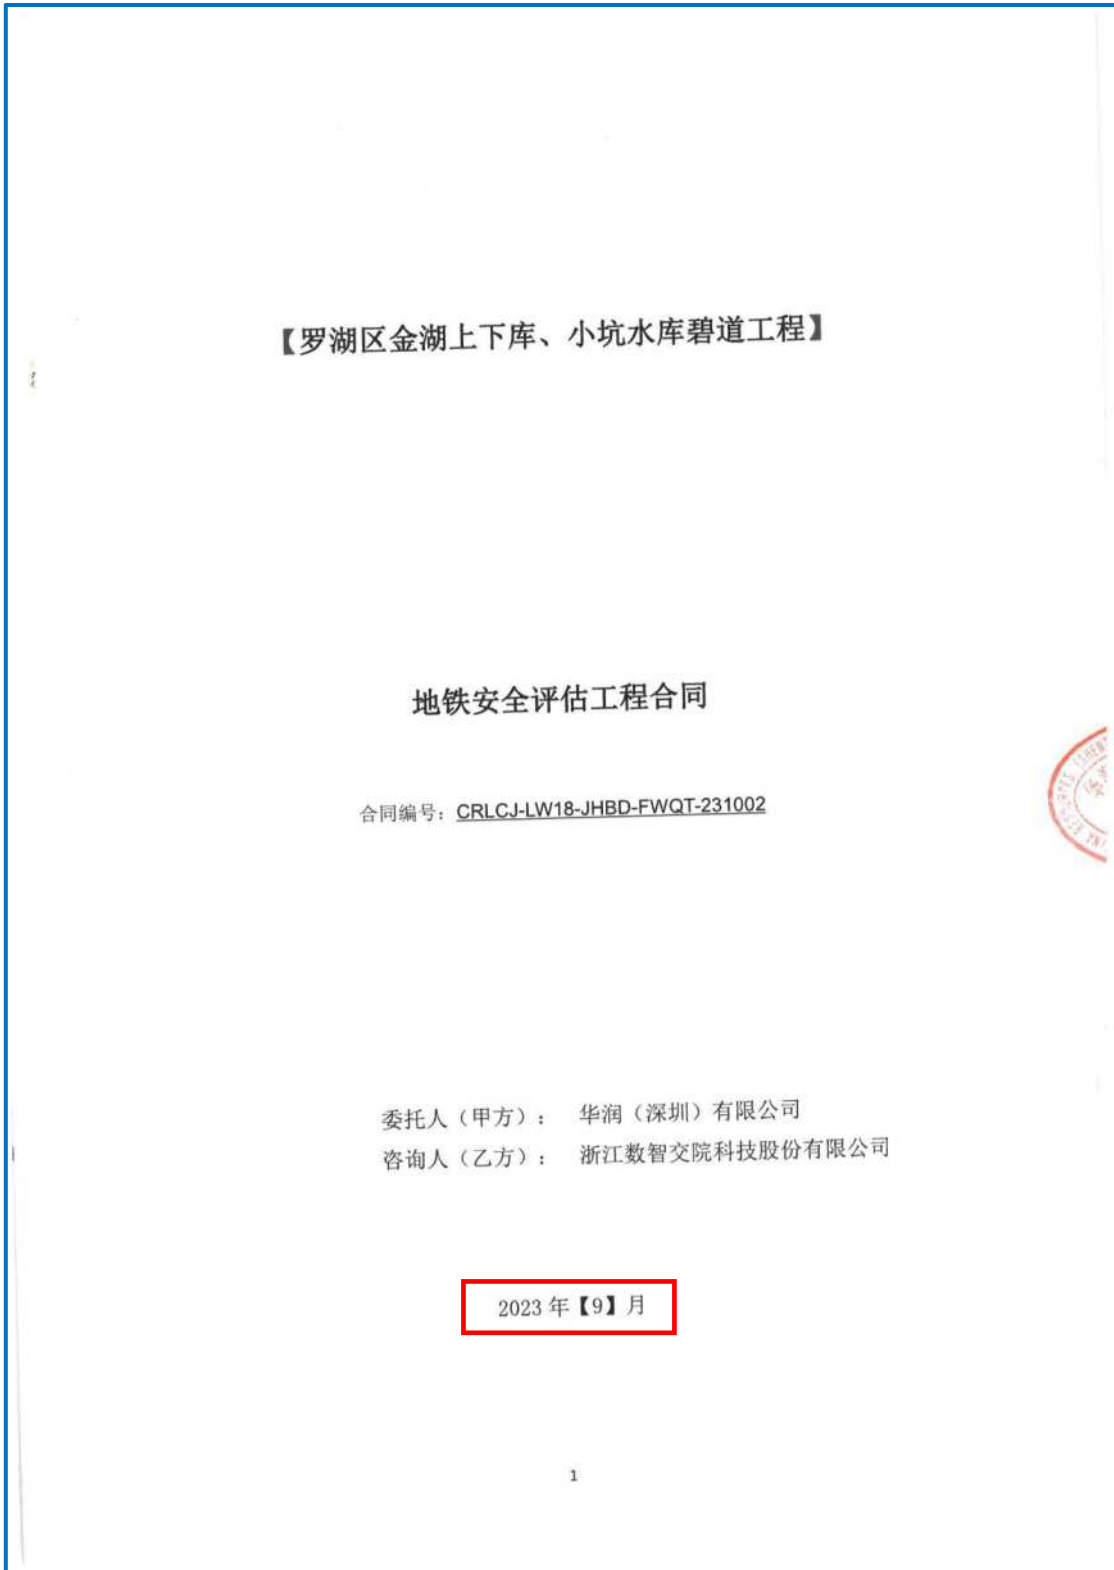 【罗湖区金湖上下库、小坑水库碧道工程】
地铁安全评估工程合同
合同编号：CRLCJ-LW18-JHBD-FWQT-231002
委托人（甲方）： 华润（深圳）有限公司
咨询人（乙方）： 浙江数智交院科技股份有限公司
2023 年【9】月
1